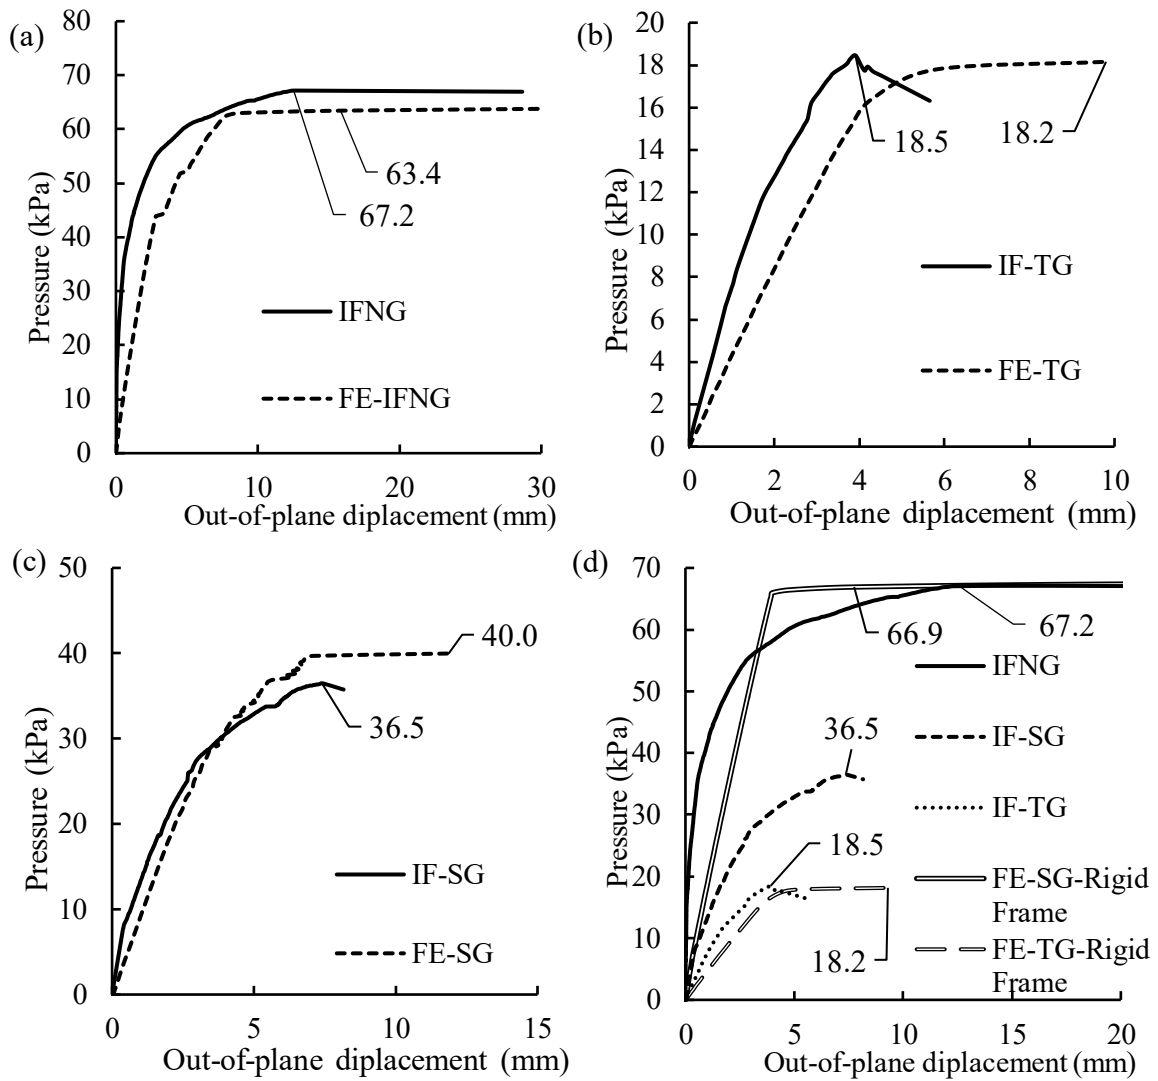 (a)
80
70
60
50
40
30
20
10
0
Pressure (kPa)
63.4
67.2
IFNG
FE-IFNG
0 10 20 30
Out-of-plane diplacement (mm)
(b)
20
18
16
14
12
10
8
6
4
2
0
Pressure (kPa)
18.5
18.2
IF-TG
FE-TG
0 2 4 6 8 10
Out-of-plane diplacement (mm)
(c)
50
40
30
20
10
0
Pressure (kPa)
40.0
36.5
IF-SG
FE-SG
0 5 10 15
Out-of-plane diplacement (mm)
(d)
70
60
50
40
30
20
10
0
Pressure (kPa)
66.9
67.2
36.5
18.5
18.2
IFNG
IF-SG
IF-TG
FE-SG-Rigid
Frame
FE-TG-Rigid
Frame
0 5 10 15 20
Out-of-plane diplacement (mm)